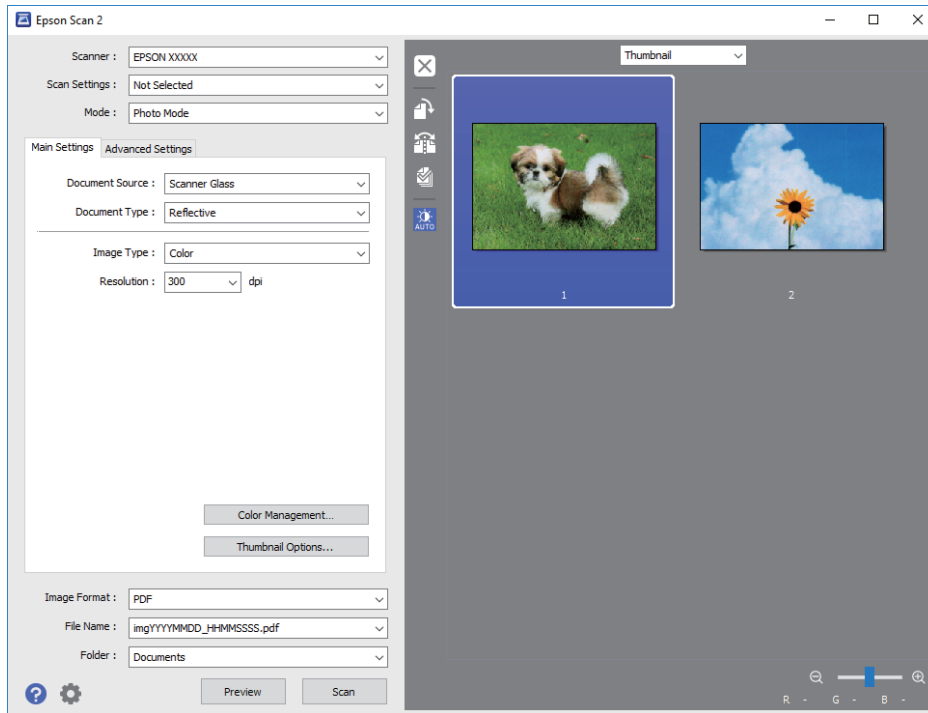 Epson Scan 2
Scanner : EPSON XXXXX
Scan Settings : Not Selected
Mode : Photo Mode
Main Settings Advanced Settings
Document Source : Scanner Glass
Document Type : Reflective
Image Type : Color
Resolution : 300 dpi
Color Management...
Thumbnail Options...
Image Format : PDF
File Name : imgYYYYMMDD_HHMMSSSS.pdf
Folder : Documents
Preview Scan
Thumbnail
AUTO
1 2
R - G - B -